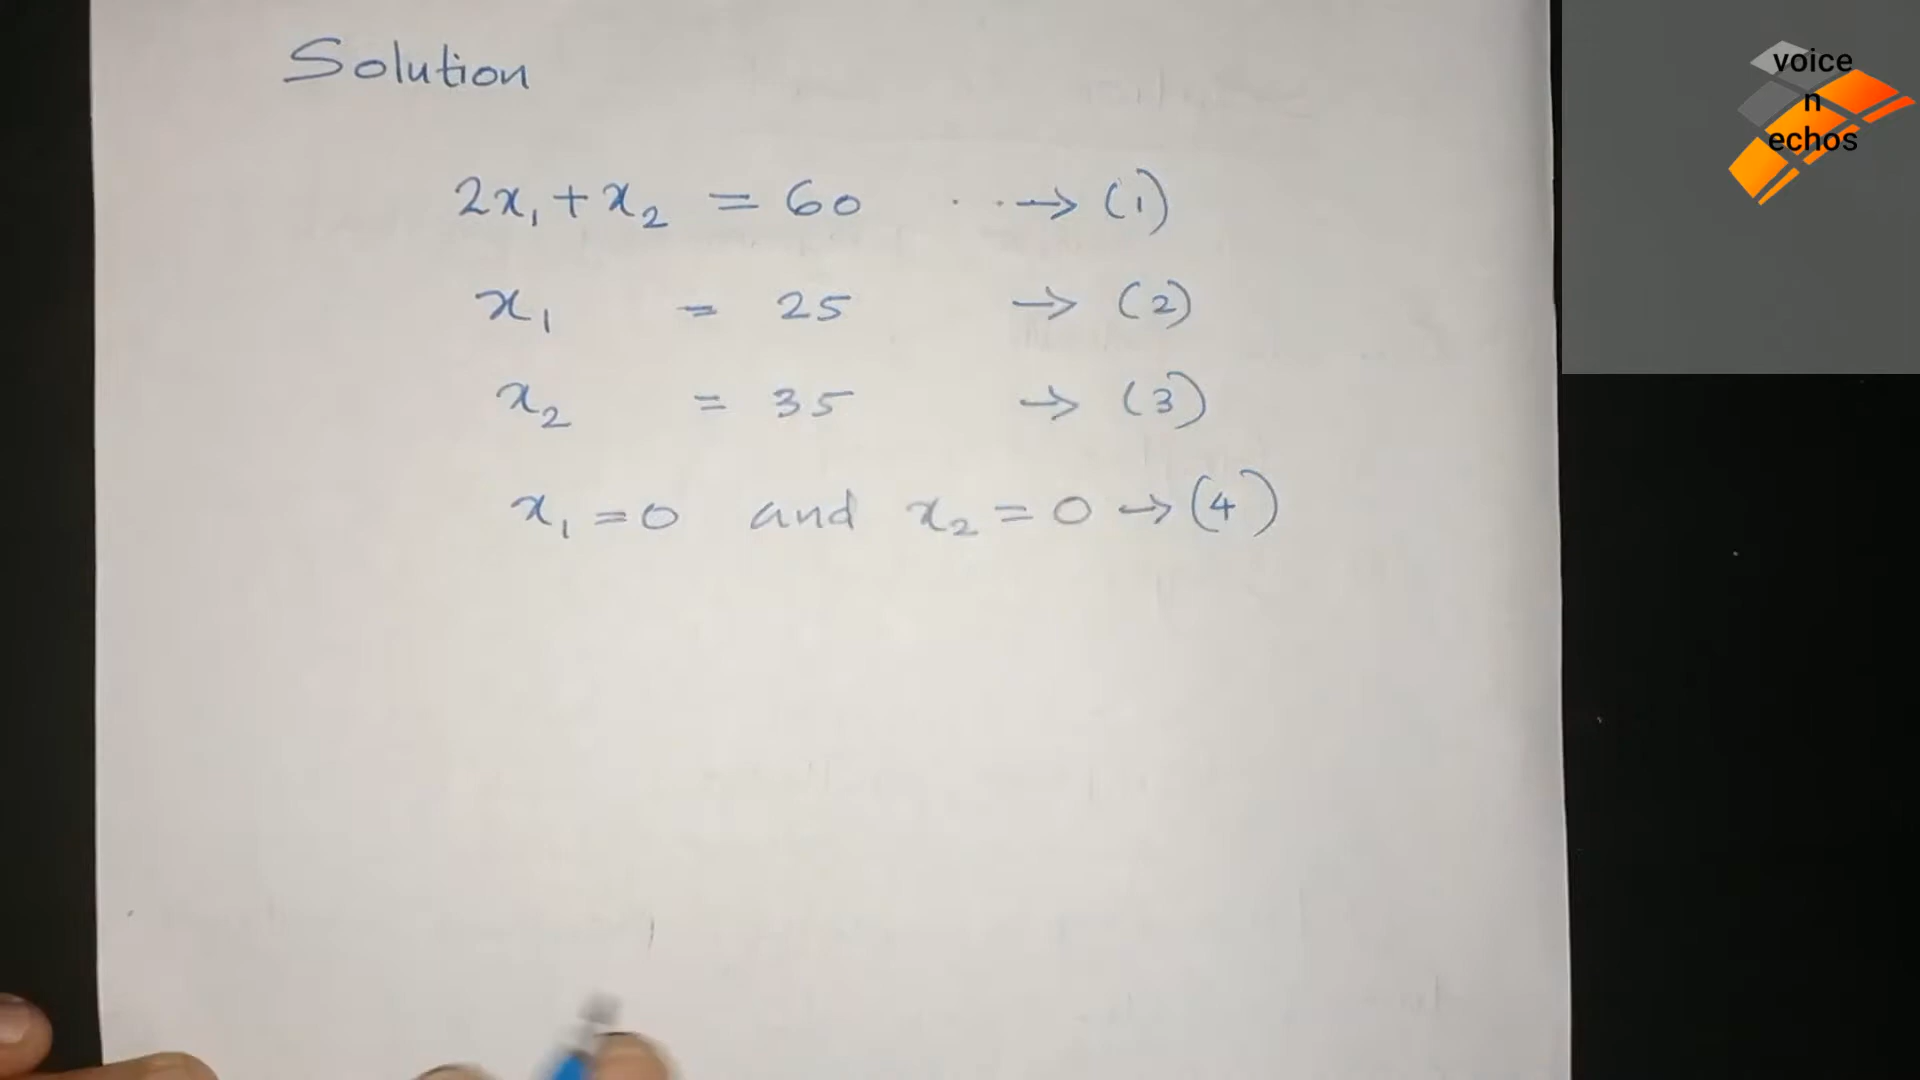 Solution
2x₁ + x₂ = 60 ..→ (1)
x₁ = 25 → (2)
x₂ = 35 → (3)
x₁ = 0 and x₂ = 0 → (4)
voice
n
echos